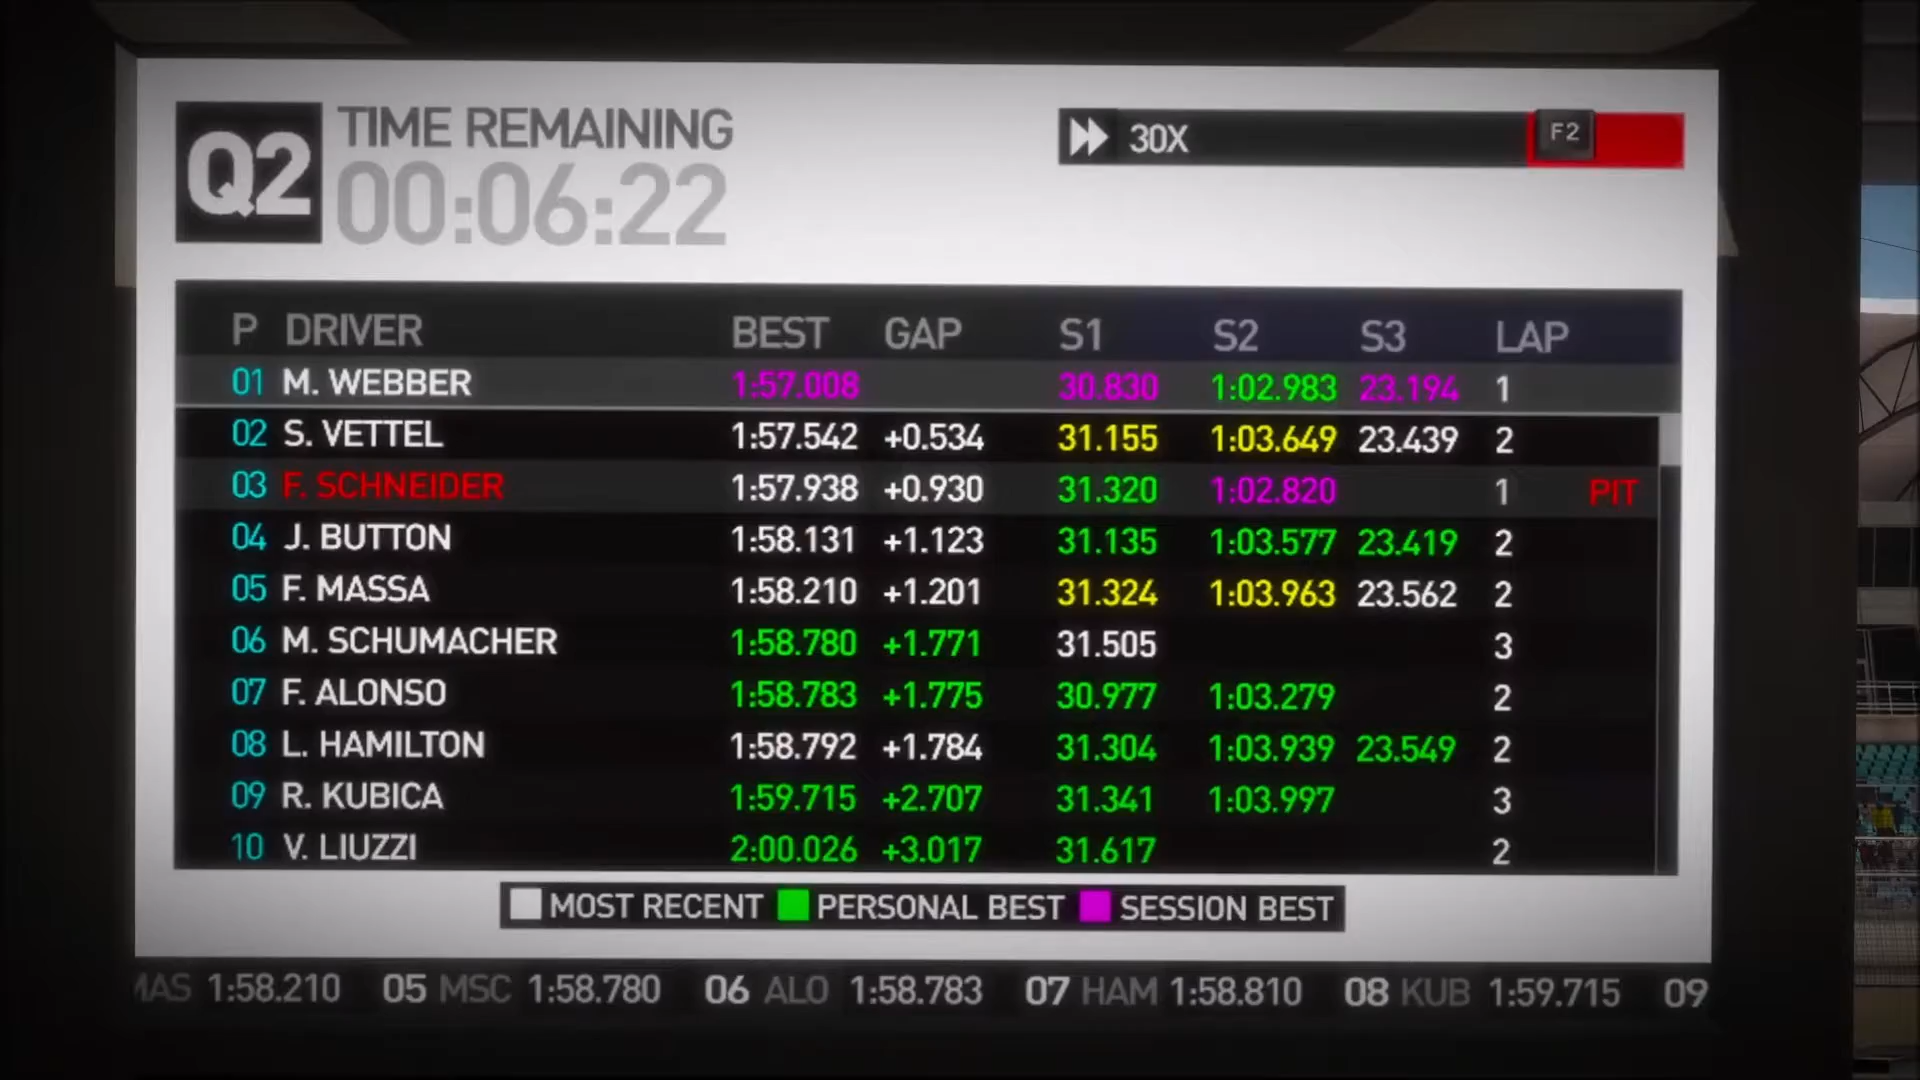 Q2 TIME REMAINING
00:06:22
30X F2
P DRIVER BEST GAP S1 S2 S3 LAP
01 M. WEBBER 1:57.008 30.830 1:02.983 23.194 1
02 S. VETTEL 1:57.542 +0.534 31.155 1:03.649 23.439 2
03 F. SCHNEIDER 1:57.938 +0.930 31.320 1:02.820 1 PIT
04 J. BUTTON 1:58.131 +1.123 31.135 1:03.577 23.419 2
05 F. MASSA 1:58.210 +1.201 31.324 1:03.963 23.562 2
06 M. SCHUMACHER 1:58.780 +1.771 31.505 3
07 F. ALONSO 1:58.783 +1.775 30.977 1:03.279 2
08 L. HAMILTON 1:58.792 +1.784 31.304 1:03.939 23.549 2
09 R. KUBICA 1:59.715 +2.707 31.341 1:03.997 3
10 V. LIUZZI 2:00.026 +3.017 31.617 2
MOST RECENT PERSONAL BEST SESSION BEST
MAS 1:58.210 05 MSC 1:58.780 06 ALO 1:58.783 07 HAM 1:58.810 08 KUB 1:59.715 09